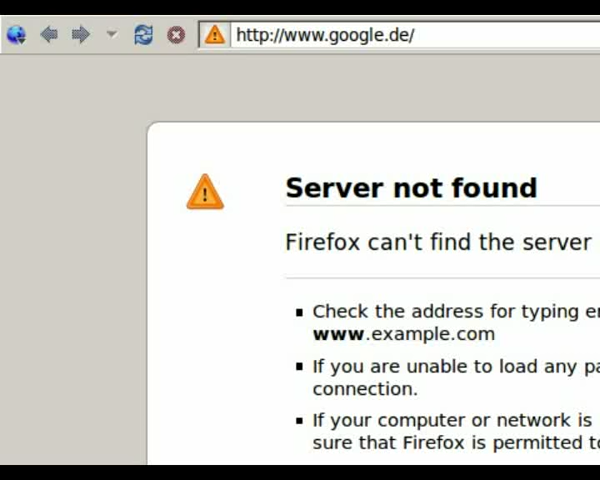 http://www.google.de/
Server not found
Firefox can't find the server
▪ Check the address for typing
www.example.com
▪ If you are unable to load any
connection.
▪ If your computer or network is
sure that Firefox is permitted